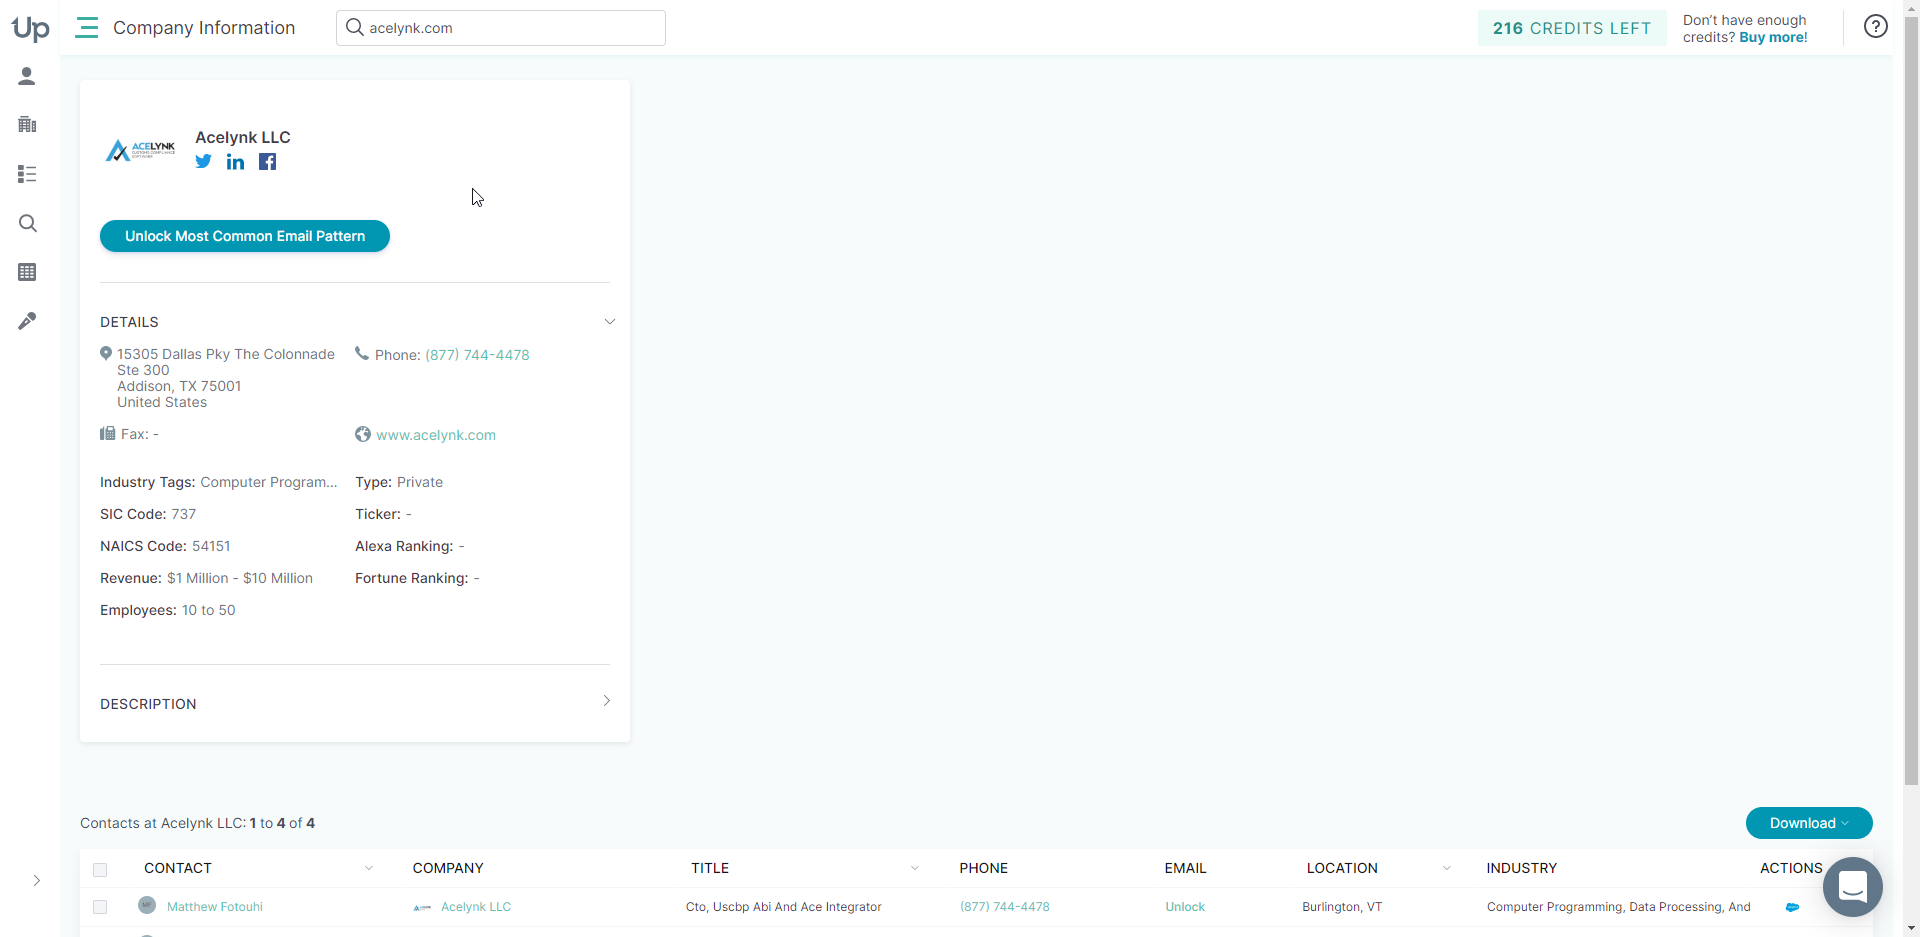 Up
Company Information
acelynk.com
216 CREDITS LEFT
Don't have enough
credits? Buy more!
ACELYNK
Acelynk LLC
Unlock Most Common Email Pattern
DETAILS
15305 Dallas Pky The Colonnade
Ste 300
Addison, TX 75001
United States
Phone: (877) 744-4478
Fax: -
www.acelynk.com
Industry Tags: Computer Program...
Type: Private
SIC Code: 737
Ticker: -
NAICS Code: 54151
Alexa Ranking: -
Revenue: $1 Million - $10 Million
Fortune Ranking: -
Employees: 10 to 50
DESCRIPTION
Contacts at Acelynk LLC: 1 to 4 of 4
Download
CONTACT COMPANY TITLE PHONE EMAIL LOCATION INDUSTRY ACTIONS
MF Matthew Fotouhi Acelynk LLC Cto, Uscbp Abi And Ace Integrator (877) 744-4478 Unlock Burlington, VT Computer Programming, Data Processing, And